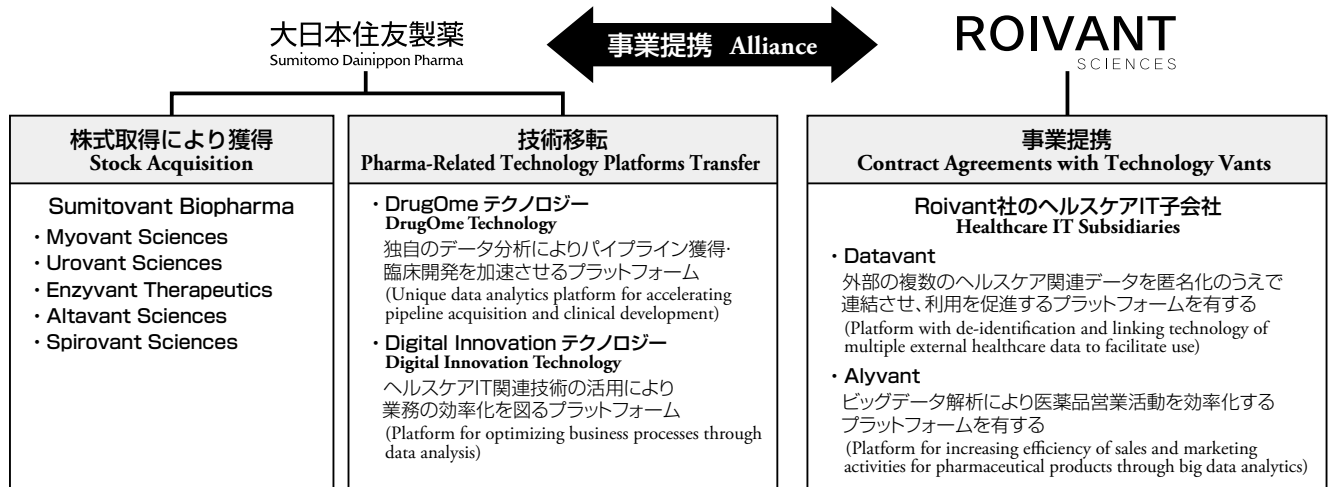 大日本住友製薬
Sumitomo Dainippon Pharma
事業提携 Alliance
ROIVANT
SCIENCES
株式取得により獲得
Stock Acquisition
Sumitovant Biopharma
・Myovant Sciences
・Urovant Sciences
・Enzyvant Therapeutics
・Altavant Sciences
・Spirovant Sciences
技術移転
Pharma-Related Technology Platforms Transfer
・DrugOme テクノロジー
DrugOme Technology
独自のデータ分析によりパイプライン獲得・
臨床開発を加速させるプラットフォーム
(Unique data analytics platform for accelerating
pipeline acquisition and clinical development)
・Digital Innovation テクノロジー
Digital Innovation Technology
ヘルスケアIT関連技術の活用により
業務の効率化を図るプラットフォーム
(Platform for optimizing business processes through
data analysis)
事業提携
Contract Agreements with Technology Vants
Roivant社のヘルスケアIT子会社
Healthcare IT Subsidiaries
・Datavant
外部の複数のヘルスケア関連データを匿名化のうえで
連結させ、利用を促進するプラットフォームを有する
(Platform with de-identification and linking technology of
multiple external healthcare data to facilitate use)
・Alyvant
ビッグデータ解析により医薬品営業活動を効率化する
プラットフォームを有する
(Platform for increasing efficiency of sales and marketing
activities for pharmaceutical products through big data analytics)